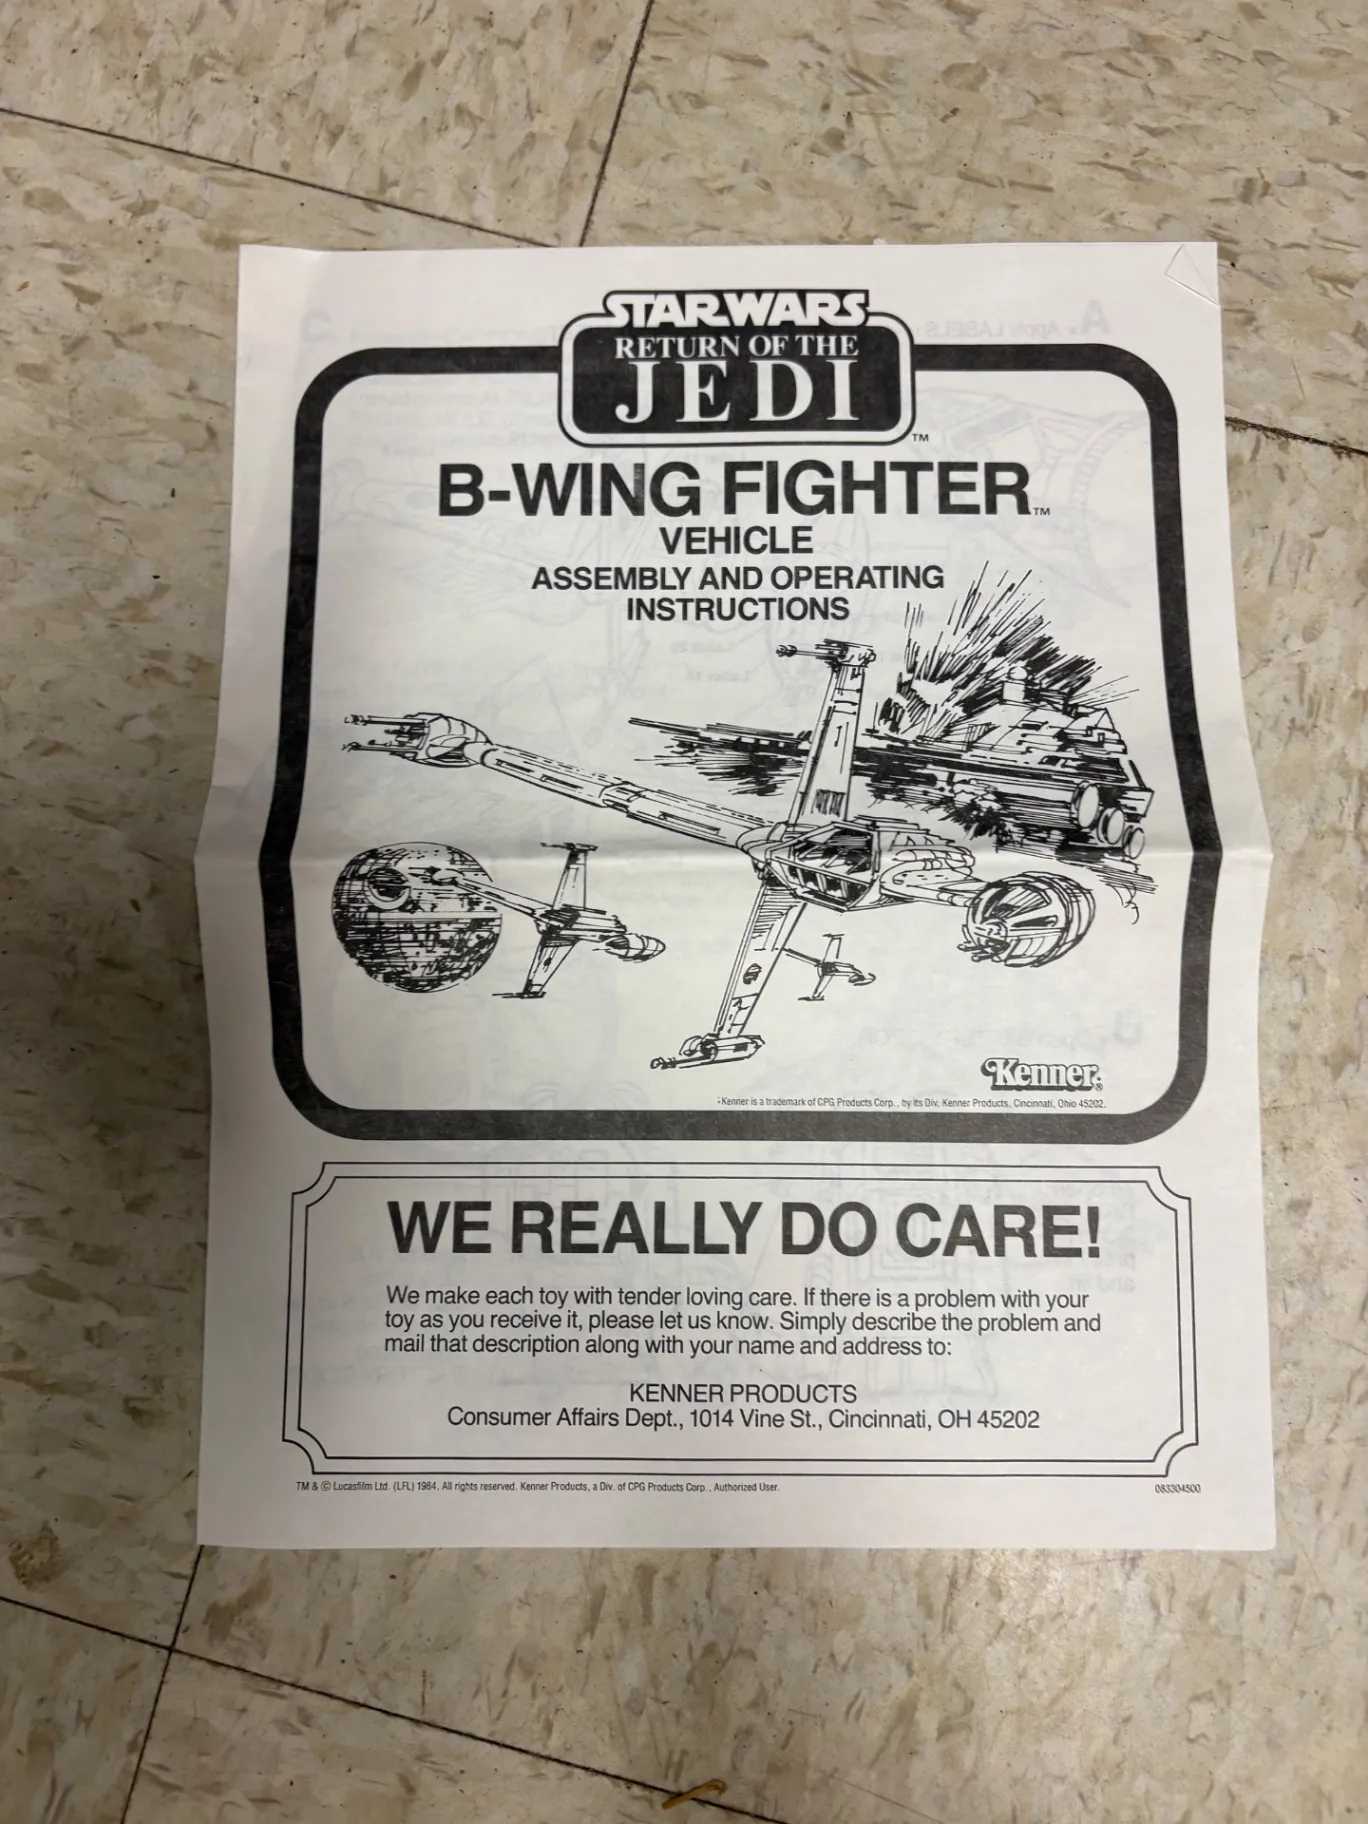 STAR WARS
RETURN OF THE
JEDI
TM
B-WING FIGHTER TM
VEHICLE
ASSEMBLY AND OPERATING
INSTRUCTIONS
Kenner
Kenner is a trademark of CPG Products Corp., by its Div. Kenner Products, Cincinnati, Ohio 45202.
WE REALLY DO CARE!
We make each toy with tender loving care. If there is a problem with your
toy as you receive it, please let us know. Simply describe the problem and
mail that description along with your name and address to:
KENNER PRODUCTS
Consumer Affairs Dept., 1014 Vine St., Cincinnati, OH 45202
TM & © Lucasfilm Ltd. (LFL) 1984. All rights reserved. Kenner Products, a Div. of CPG Products Corp., Authorized User.
083304500